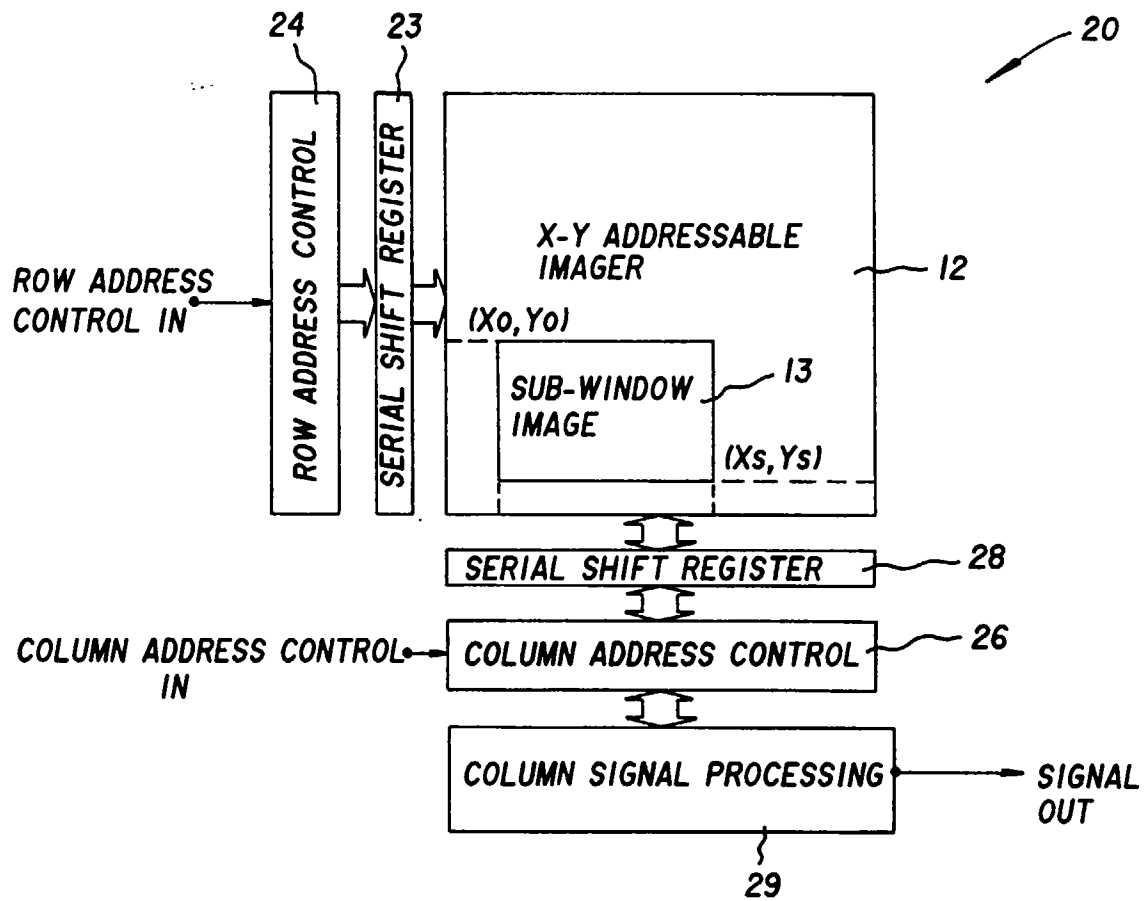 24
23
20
ROW ADDRESS CONTROL
SERIAL SHIFT REGISTER
X-Y ADDRESSABLE
IMAGER
12
ROW ADDRESS
CONTROL IN
(Xo, Yo)
SUB-WINDOW
IMAGE
13
(Xs, Ys)
SERIAL SHIFT REGISTER
28
COLUMN ADDRESS CONTROL
IN
COLUMN ADDRESS CONTROL
26
COLUMN SIGNAL PROCESSING
SIGNAL
OUT
29